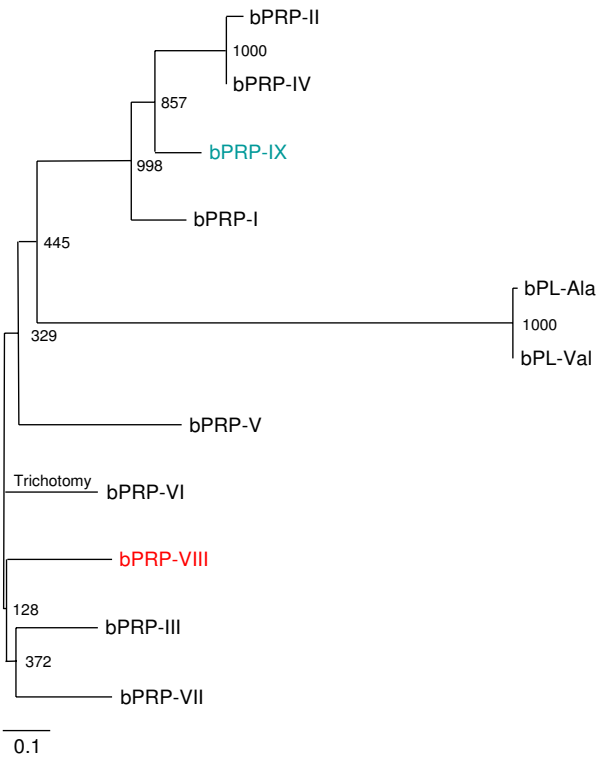 bPRP-II
1000
bPRP-IV
857
bPRP-IX
998
bPRP-I
445
bPL-Ala
1000
329
bPL-Val
bPRP-V
Trichotomy
bPRP-VI
bPRP-VIII
128
bPRP-III
372
bPRP-VII
0.1